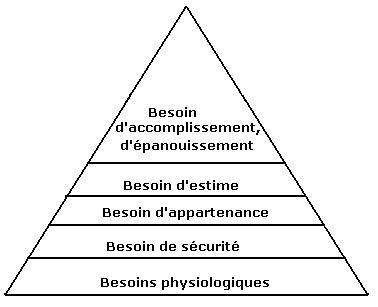 Besoin
d'accomplissement,
d'épanouissement
Besoin d'estime
Besoin d'appartenance
Besoin de sécurité
Besoins physiologiques